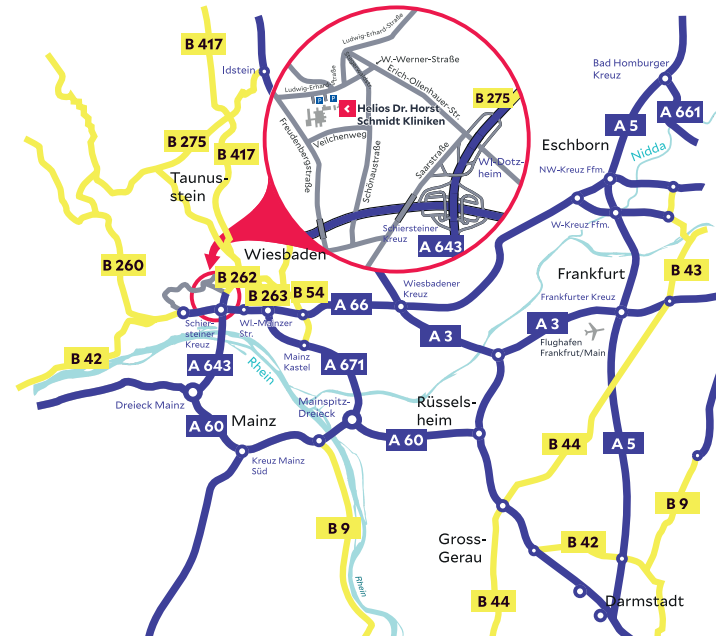 B 417
Idstein
Ludwig-Erhard-Straße
W.-Werner-Straße
Ludwig-Erhard-Straße
Erich-Ollenhauer-Str.
P
P
Helios Dr. Horst
Schmidt Kliniken
B 275
Freudenbergstraße
Veilchenweg
Schönaustraße
Saarstraße
WI-Dotz-
heim
Schiersteiner
Kreuz
A 643
Bad Homburger
Kreuz
A 661
A 5
Eschborn
Nidda
NW-Kreuz Ffm.
W-Kreuz Ffm.
B 275
B 417
Taunus-
stein
B 260
Wiesbaden
B 262
B 263
B 54
A 66
Wiesbadener
Kreuz
Frankfurt
B 43
Frankfurter Kreuz
Schier-
steiner
Kreuz
WI.-Mainzer
Str.
A 3
A 3
Flughafen
Frankfrut/Main
B 42
A 643
Rhein
Mainz
Kastel
A 671
Dreieck Mainz
Mainspitz-
Dreieck
Rüssels-
heim
A 60
Mainz
A 60
B 44
A 5
Kreuz Mainz
Süd
B 9
B 9
Gross-
Gerau
B 42
Rhein
B 44
Darmstadt